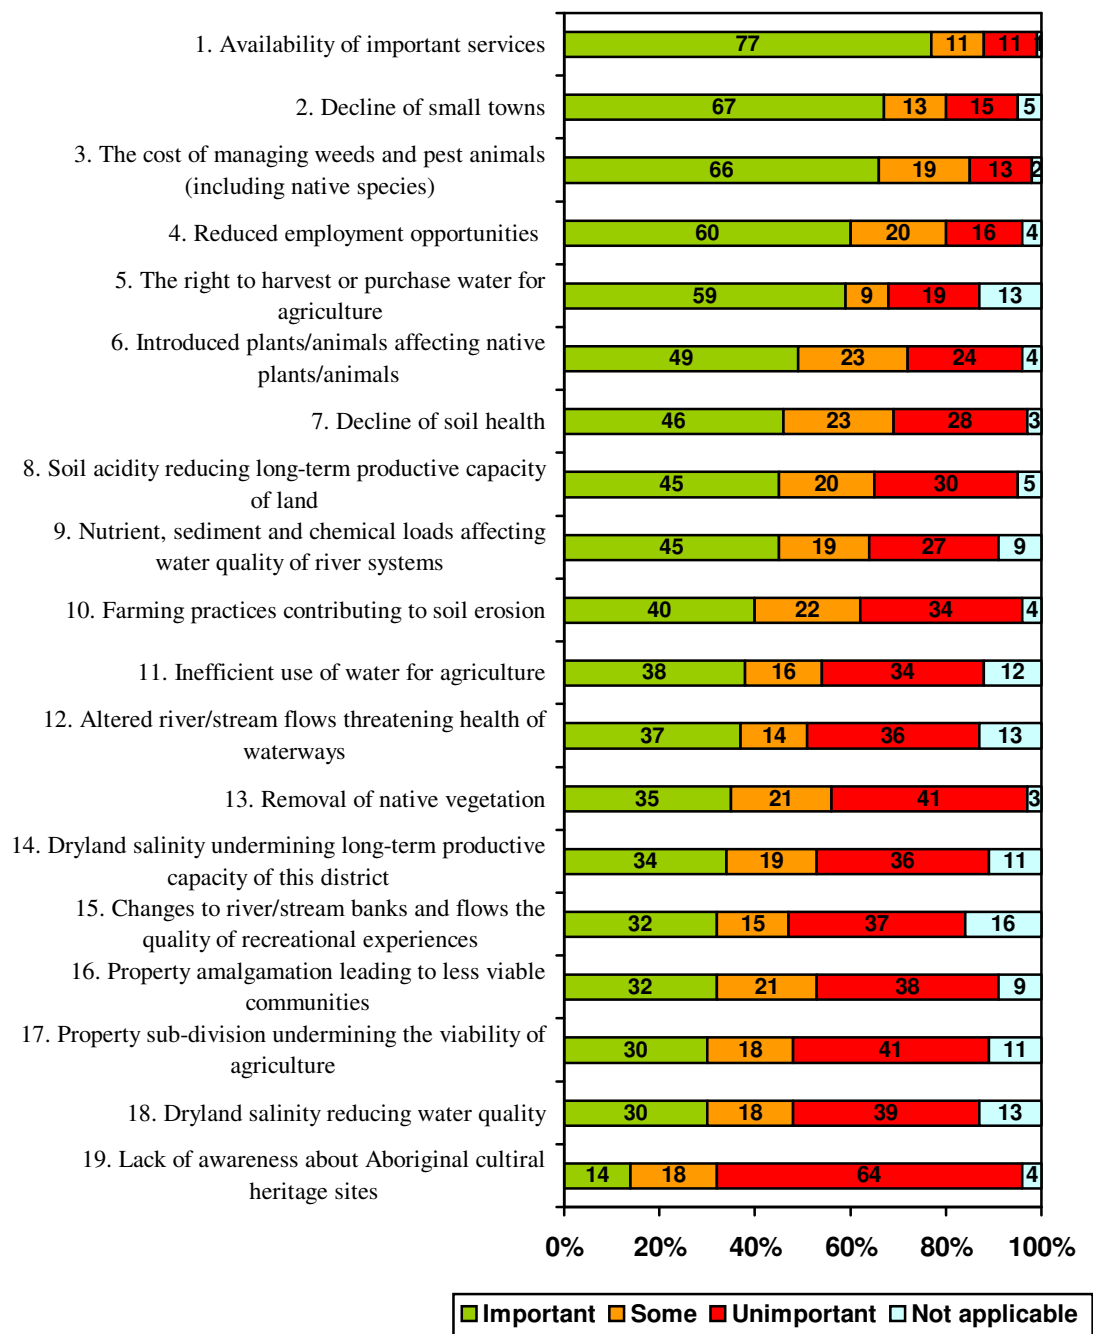 1. Availability of important services
77 11 11 1
2. Decline of small towns
67 13 15 5
3. The cost of managing weeds and pest animals
(including native species)
66 19 13 2
4. Reduced employment opportunities
60 20 16 4
5. The right to harvest or purchase water for
agriculture
59 9 19 13
6. Introduced plants/animals affecting native
plants/animals
49 23 24 4
7. Decline of soil health
46 23 28 3
8. Soil acidity reducing long-term productive capacity
of land
45 20 30 5
9. Nutrient, sediment and chemical loads affecting
water quality of river systems
45 19 27 9
10. Farming practices contributing to soil erosion
40 22 34 4
11. Inefficient use of water for agriculture
38 16 34 12
12. Altered river/stream flows threatening health of
waterways
37 14 36 13
13. Removal of native vegetation
35 21 41 3
14. Dryland salinity undermining long-term productive
capacity of this district
34 19 36 11
15. Changes to river/stream banks and flows the
quality of recreational experiences
32 15 37 16
16. Property amalgamation leading to less viable
communities
32 21 38 9
17. Property sub-division undermining the viability of
agriculture
30 18 41 11
18. Dryland salinity reducing water quality
30 18 39 13
19. Lack of awareness about Aboriginal cultiral
heritage sites
14 18 64 4
0% 20% 40% 60% 80% 100%
Important Some Unimportant Not applicable